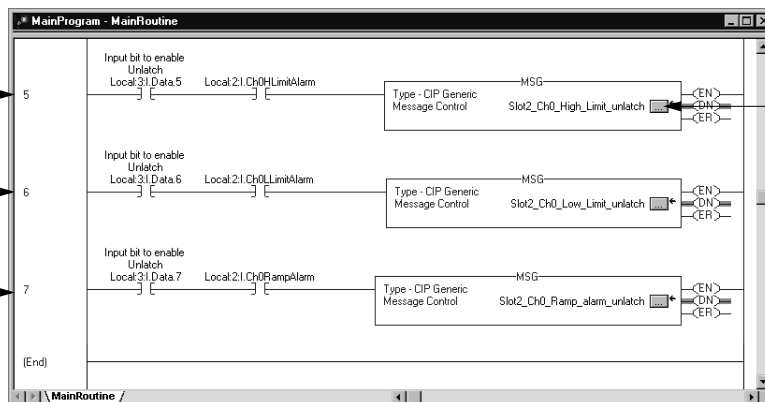 MainProgram - MainRoutine
Input bit to enable
Unlatch
Local:3:I.Data.5 Local:2:I.Ch0HLimitAlarm
5
MSG
Type - CIP Generic
Message Control Slot2_Ch0_High_Limit_unlatch ...
EN
DN
ER
Input bit to enable
Unlatch
Local:3:I.Data.6 Local:2:I.Ch0LLimitAlarm
6
MSG
Type - CIP Generic
Message Control Slot2_Ch0_Low_Limit_unlatch ...
EN
DN
ER
Input bit to enable
Unlatch
Local:3:I.Data.7 Local:2:I.Ch0RampAlarm
7
MSG
Type - CIP Generic
Message Control Slot2_Ch0_Ramp_alarm_unlatch ...
EN
DN
ER
(End)
MainRoutine